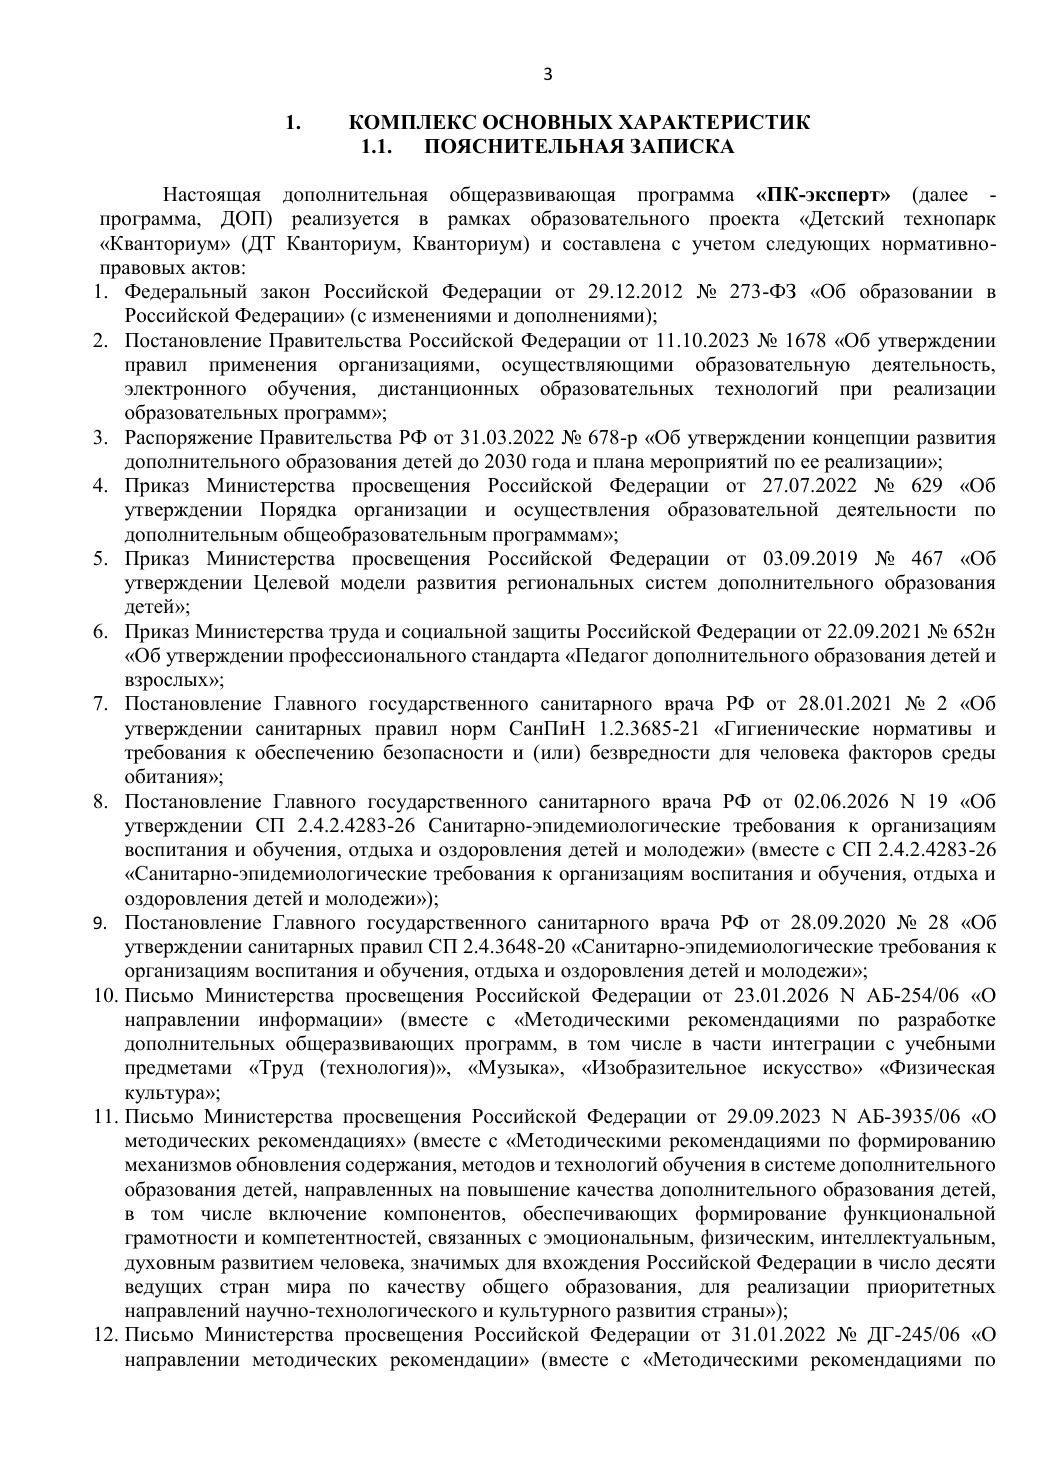 3
1. КОМПЛЕКС ОСНОВНЫХ ХАРАКТЕРИСТИК
1.1. ПОЯСНИТЕЛЬНАЯ ЗАПИСКА
Настоящая дополнительная общеразвивающая программа «ПК-эксперт» (далее -
программа, ДОП) реализуется в рамках образовательного проекта «Детский технопарк
«Кванториум» (ДТ Кванториум, Кванториум) и составлена с учетом следующих нормативно-
правовых актов:
1. Федеральный закон Российской Федерации от 29.12.2012 № 273-ФЗ «Об образовании в
Российской Федерации» (с изменениями и дополнениями);
2. Постановление Правительства Российской Федерации от 11.10.2023 № 1678 «Об утверждении
правил применения организациями, осуществляющими образовательную деятельность,
электронного обучения, дистанционных образовательных технологий при реализации
образовательных программ»;
3. Распоряжение Правительства РФ от 31.03.2022 № 678-р «Об утверждении концепции развития
дополнительного образования детей до 2030 года и плана мероприятий по ее реализации»;
4. Приказ Министерства просвещения Российской Федерации от 27.07.2022 № 629 «Об
утверждении Порядка организации и осуществления образовательной деятельности по
дополнительным общеобразовательным программам»;
5. Приказ Министерства просвещения Российской Федерации от 03.09.2019 № 467 «Об
утверждении Целевой модели развития региональных систем дополнительного образования
детей»;
6. Приказ Министерства труда и социальной защиты Российской Федерации от 22.09.2021 № 652н
«Об утверждении профессионального стандарта «Педагог дополнительного образования детей и
взрослых»;
7. Постановление Главного государственного санитарного врача РФ от 28.01.2021 № 2 «Об
утверждении санитарных правил норм СанПиН 1.2.3685-21 «Гигиенические нормативы и
требования к обеспечению безопасности и (или) безвредности для человека факторов среды
обитания»;
8. Постановление Главного государственного санитарного врача РФ от 02.06.2026 N 19 «Об
утверждении СП 2.4.2.4283-26 Санитарно-эпидемиологические требования к организациям
воспитания и обучения, отдыха и оздоровления детей и молодежи» (вместе с СП 2.4.2.4283-26
«Санитарно-эпидемиологические требования к организациям воспитания и обучения, отдыха и
оздоровления детей и молодежи»);
9. Постановление Главного государственного санитарного врача РФ от 28.09.2020 № 28 «Об
утверждении санитарных правил СП 2.4.3648-20 «Санитарно-эпидемиологические требования к
организациям воспитания и обучения, отдыха и оздоровления детей и молодежи»;
10. Письмо Министерства просвещения Российской Федерации от 23.01.2026 N АБ-254/06 «О
направлении информации» (вместе с «Методическими рекомендациями по разработке
дополнительных общеразвивающих программ, в том числе в части интеграции с учебными
предметами «Труд (технология)», «Музыка», «Изобразительное искусство» «Физическая
культура»;
11. Письмо Министерства просвещения Российской Федерации от 29.09.2023 N АБ-3935/06 «О
методических рекомендациях» (вместе с «Методическими рекомендациями по формированию
механизмов обновления содержания, методов и технологий обучения в системе дополнительного
образования детей, направленных на повышение качества дополнительного образования детей,
в том числе включение компонентов, обеспечивающих формирование функциональной
грамотности и компетентностей, связанных с эмоциональным, физическим, интеллектуальным,
духовным развитием человека, значимых для вхождения Российской Федерации в число десяти
ведущих стран мира по качеству общего образования, для реализации приоритетных
направлений научно-технологического и культурного развития страны»);
12. Письмо Министерства просвещения Российской Федерации от 31.01.2022 № ДГ-245/06 «О
направлении методических рекомендации» (вместе с «Методическими рекомендациями по